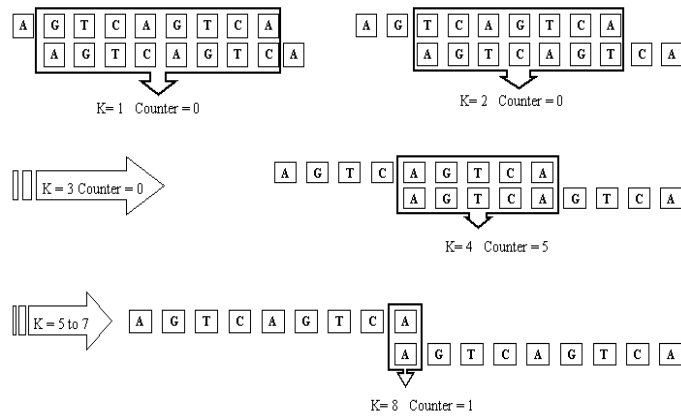 A G T C A G T C A
A G T C A G T C A
K= 1 Counter = 0
A G T C A G T C A
A G T C A G T C A
K= 2 Counter = 0
K = 3 Counter = 0
A G T C A G T C A
A G T C A G T C A
K= 4 Counter = 5
K = 5 to 7
A G T C A G T C A
A G T C A G T C A
K= 8 Counter = 1